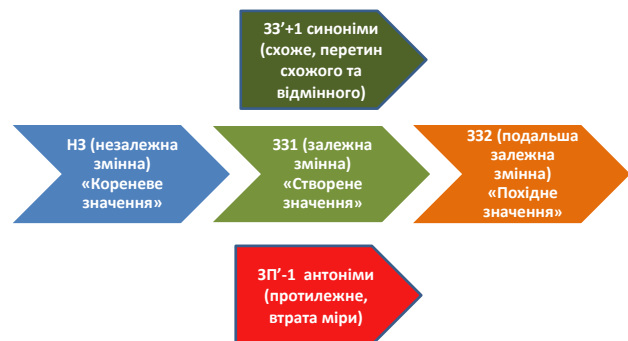 ЗЗ’+1 синоніми
(схоже, перетин
схожого та
відмінного)
НЗ (незалежна
змінна)
«Кореневе
значення»
ЗЗ1 (залежна
змінна)
«Створене
значення»
ЗЗ2 (подальша
залежна
змінна)
«Похідне
значення»
ЗП’-1 антоніми
(протилежне,
втрата міри)